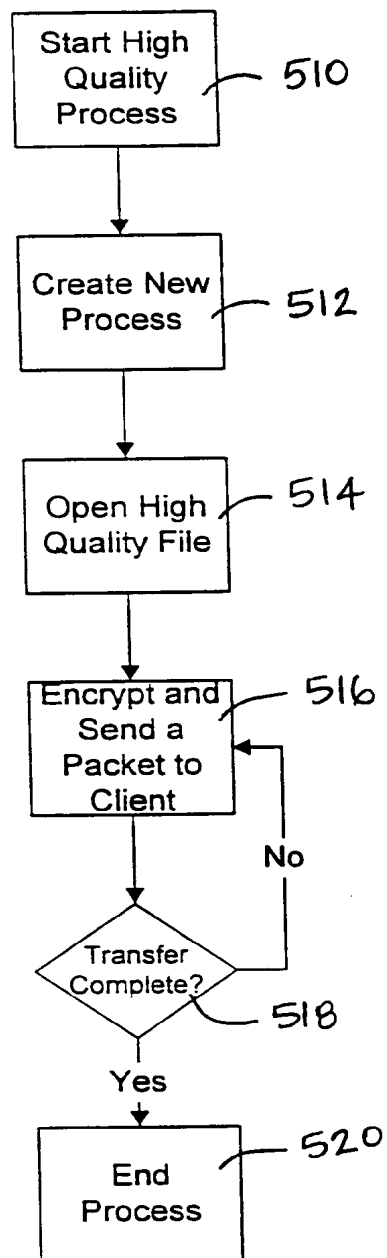 Start High
Quality
Process
510
Create New
Process
512
Open High
Quality File
514
Encrypt and
Send a
Packet to
Client
516
No
Transfer
Complete?
518
Yes
End
Process
520